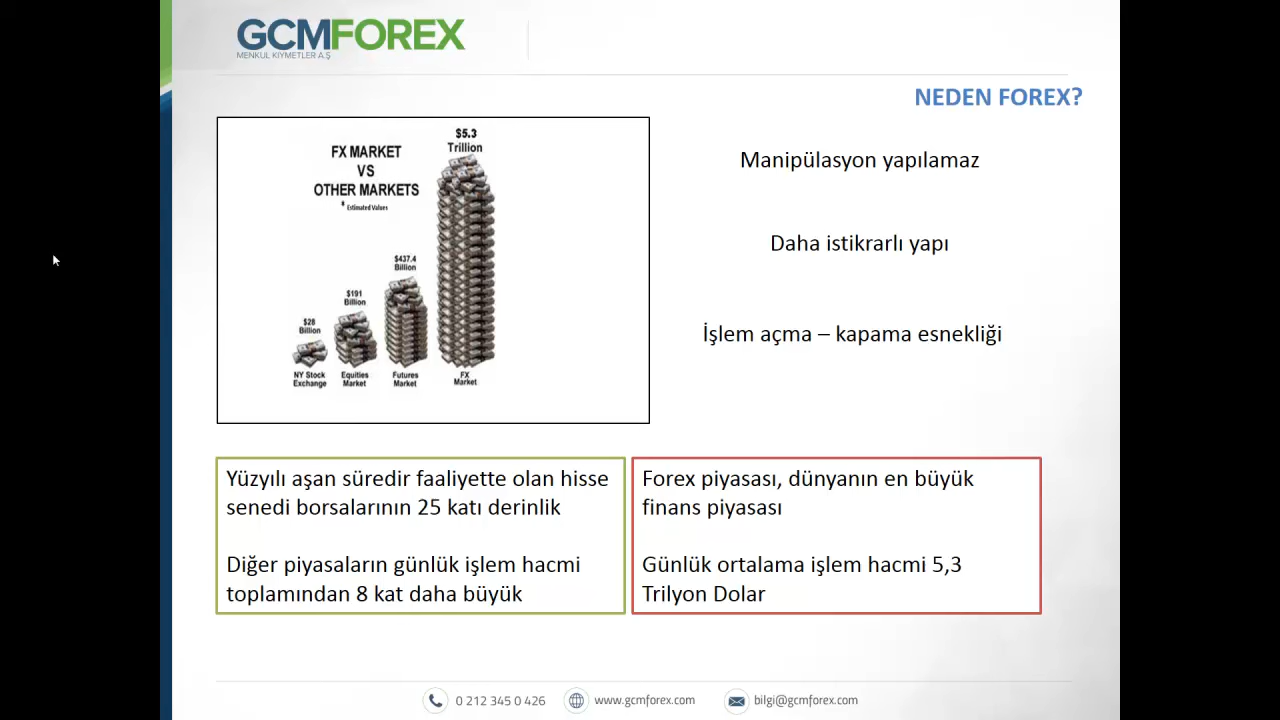 GCMFOREX
MENKUL KIYMETLER A.Ş
NEDEN FOREX?
FX MARKET
VS
OTHER MARKETS
* Estimated Values
$28
Billion
NY Stock
Exchange
$191
Billion
Equities
Market
$437.4
Billion
Futures
Market
$5.3
Trillion
FX
Market
Manipülasyon yapılamaz
Daha istikrarlı yapı
İşlem açma – kapama esnekliği
Yüzyılı aşan süredir faaliyette olan hisse
senedi borsalarının 25 katı derinlik
Diğer piyasaların günlük işlem hacmi
toplamından 8 kat daha büyük
Forex piyasası, dünyanın en büyük
finans piyasası
Günlük ortalama işlem hacmi 5,3
Trilyon Dolar
0 212 345 0 426
www.gcmforex.com
bilgi@gcmforex.com